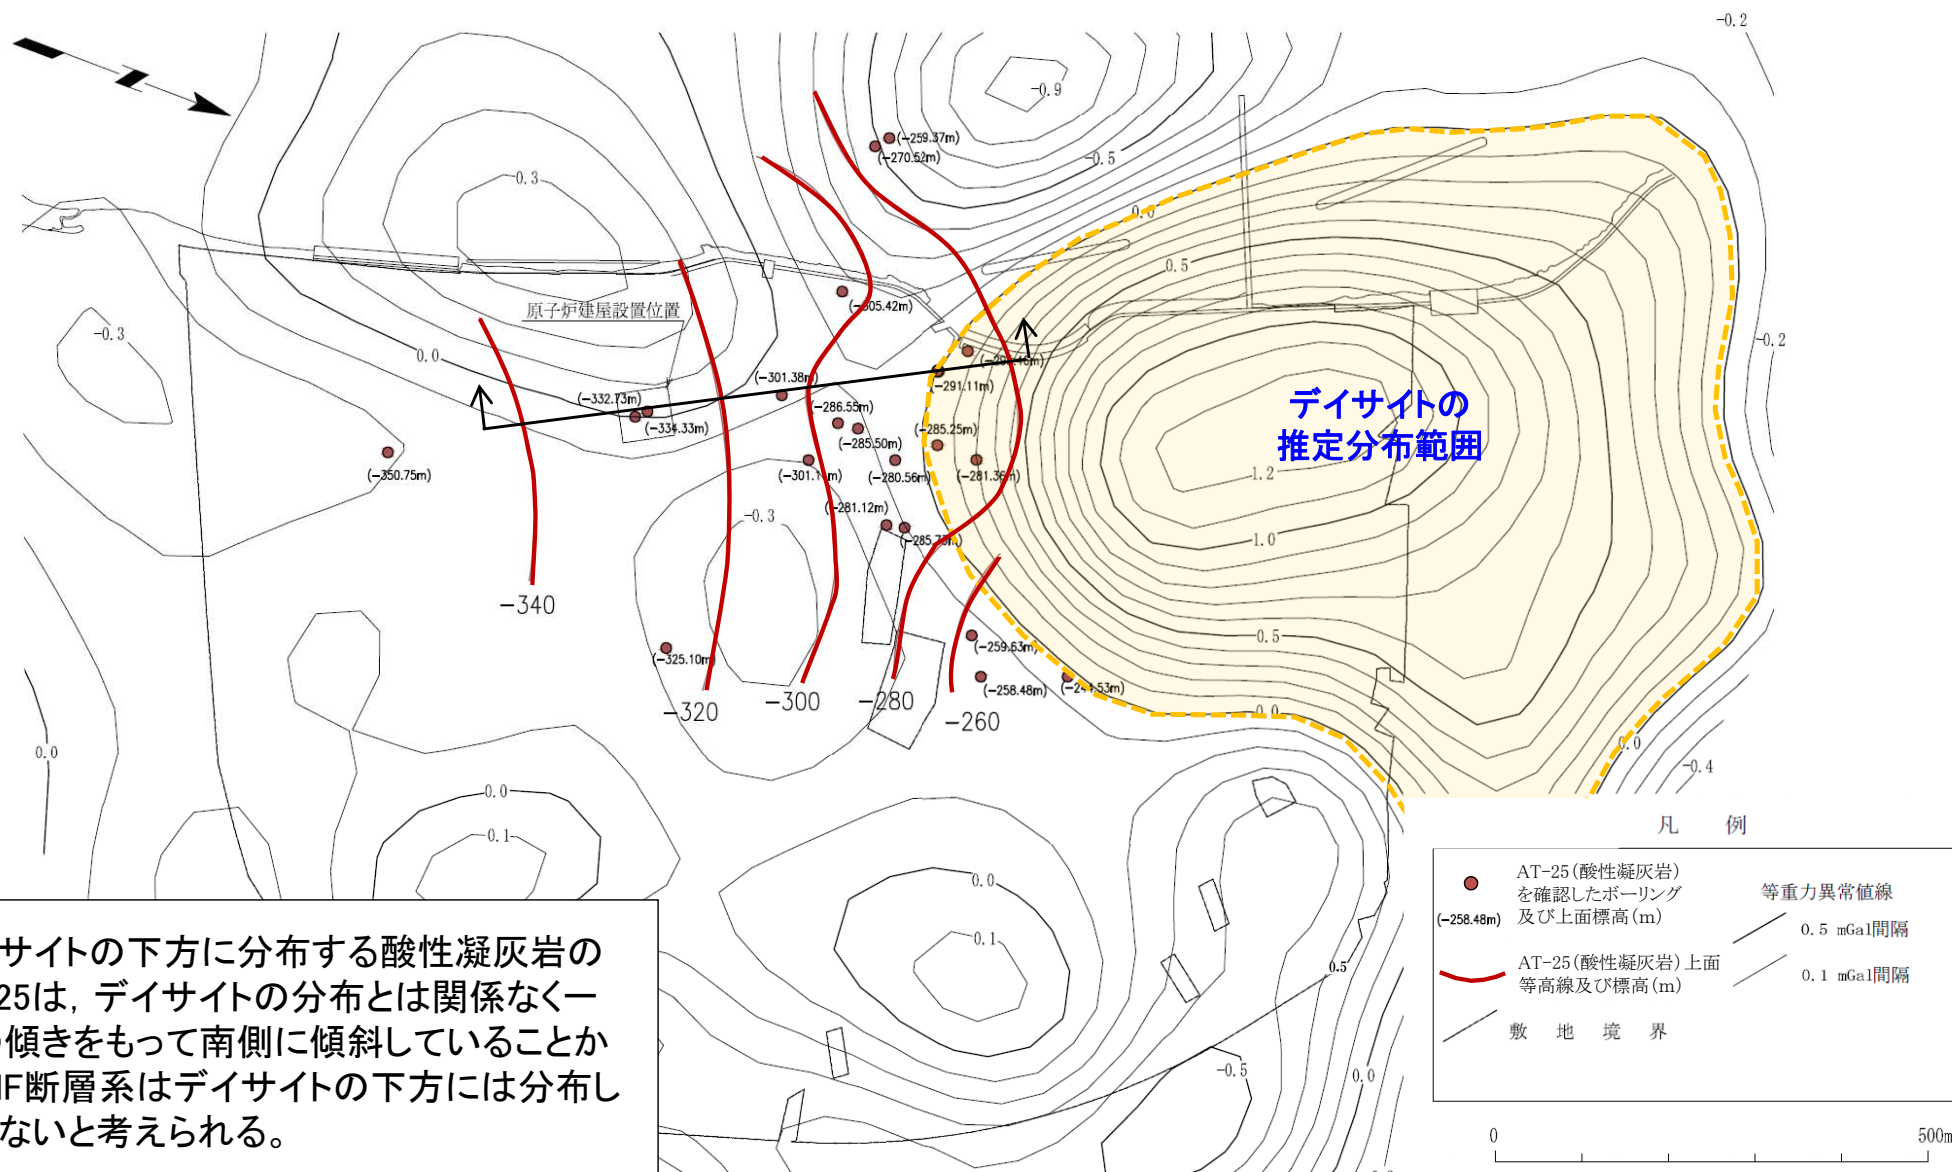 -0.2
-0.9
(-259.37m)
(-270.52m)
-0.5
0.3
0.0
0.5
(-305.42m)
原子炉建屋設置位置
-0.3
0.0
-0.2
(-291.11m)
(-301.38m)
(-332.73m)
(-286.55m)
(-334.33m)
(-285.50m)
(-285.25m)
デイサイトの
推定分布範囲
(-350.75m)
(-280.56m)
(-281.36m)
1.2
(-281.12m)
-0.3
1.0
-340
0.5
(-259.63m)
(-325.10m)
(-258.48m)
-320
-300
-280
-260
0.0
0.0
0.0
-0.4
0.0
0.1
0.0
0.1
0.5
-0.5
0.0
サイトの下方に分布する酸性凝灰岩の
25は，デイサイトの分布とは関係なく一
傾きをもって南側に傾斜していることか
F断層系はデイサイトの下方には分布し
ないと考えられる。
凡 例
AT-25(酸性凝灰岩)
を確認したボーリング
及び上面標高(m)
(-258.48m)
AT-25(酸性凝灰岩)上面
等高線及び標高(m)
敷 地 境 界
等重力異常値線
0.5 mGal間隔
0.1 mGal間隔
0 500m